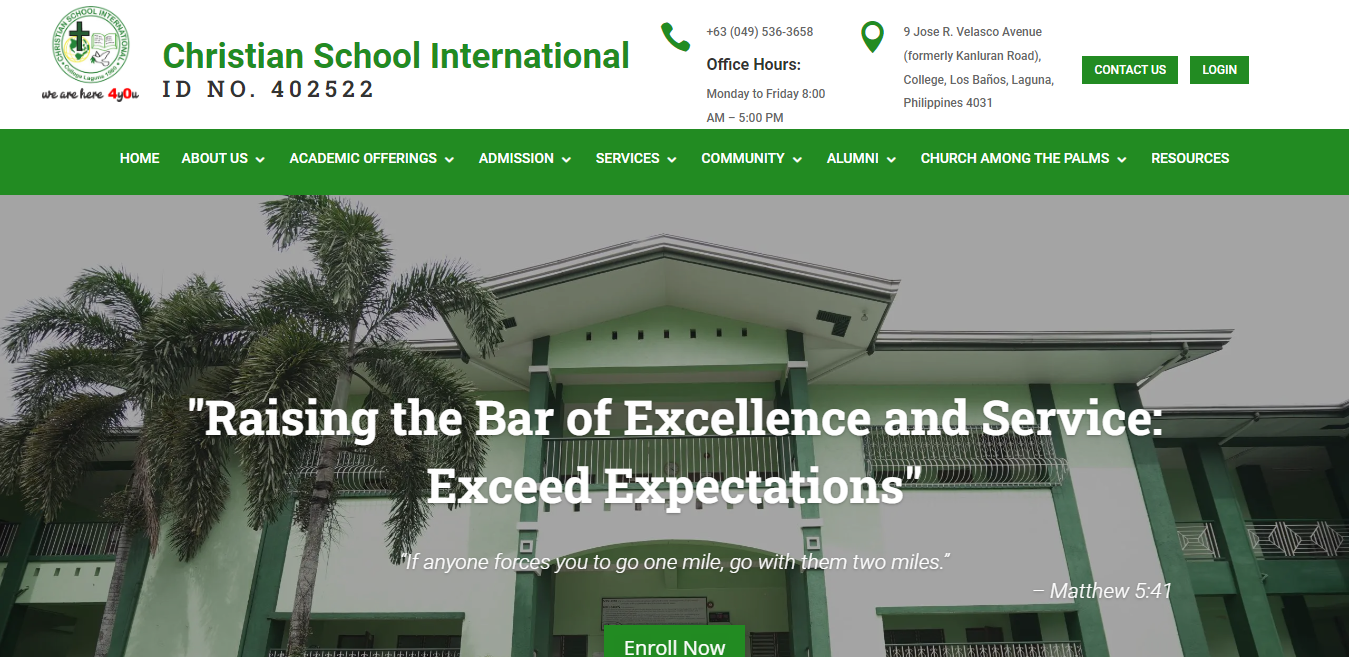 CHRISTIAN SCHOOL INTERNATIONAL
College Laguna 1980
we are here 4y0u
Christian School International
ID NO. 402522
+63 (049) 536-3658
Office Hours:
Monday to Friday 8:00
AM – 5:00 PM
9 Jose R. Velasco Avenue
(formerly Kanluran Road),
College, Los Baños, Laguna,
Philippines 4031
CONTACT US
LOGIN
HOME
ABOUT US
ACADEMIC OFFERINGS
ADMISSION
SERVICES
COMMUNITY
ALUMNI
CHURCH AMONG THE PALMS
RESOURCES
"Raising the Bar of Excellence and Service:
Exceed Expectations"
“If anyone forces you to go one mile, go with them two miles.”
– Matthew 5:41
Enroll Now